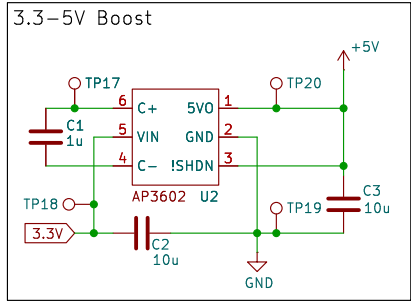 3.3-5V Boost
+5V
TP17
TP20
6 C+ 5VO 1
C1
1u
5 VIN GND 2
4 C- !SHDN 3
AP3602 U2
C3
10u
TP18
TP19
3.3V
C2
10u
GND